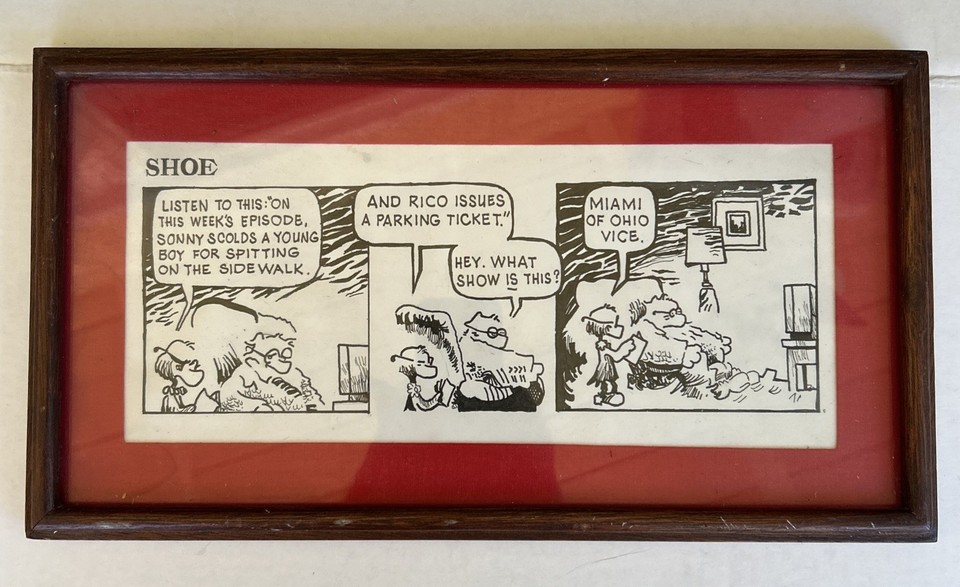 SHOE
LISTEN TO THIS: "ON
THIS WEEK'S EPISODE,
SONNY SCOLDS A YOUNG
BOY FOR SPITTING
ON THE SIDEWALK.
AND RICO ISSUES
A PARKING TICKET."
HEY. WHAT
SHOW IS THIS?
MIAMI
OF OHIO
VICE.